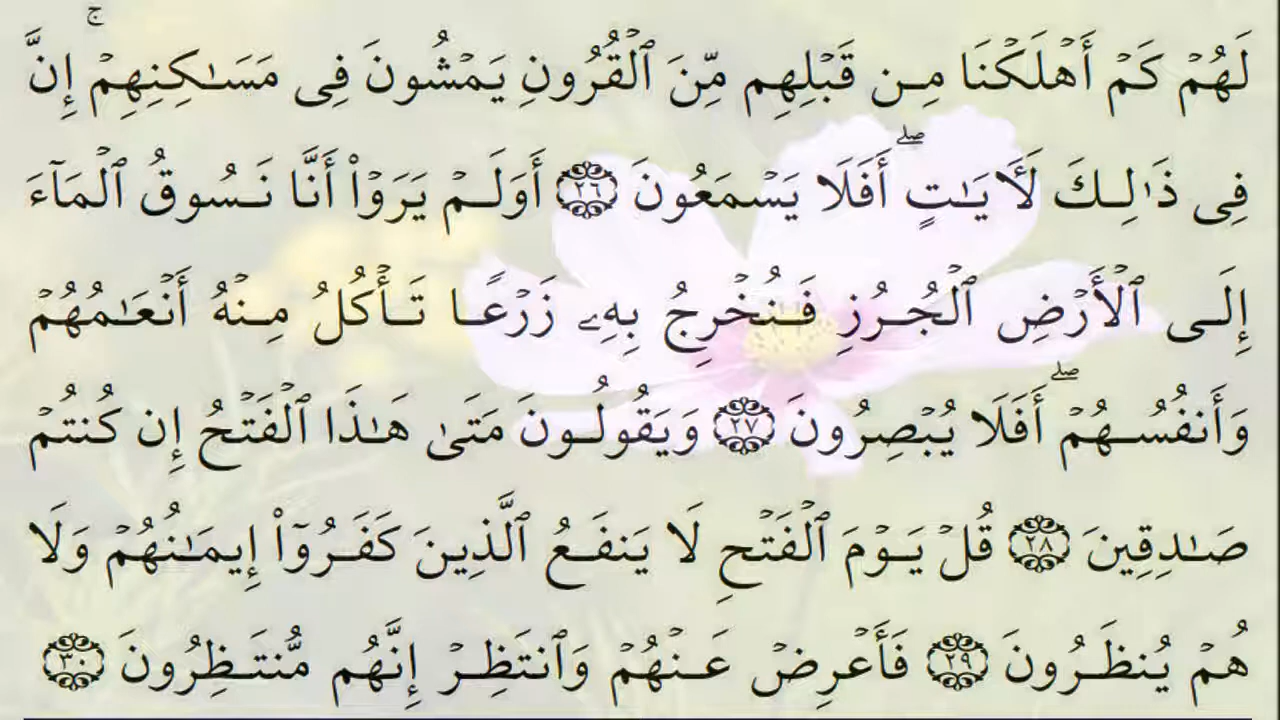 لَهُمۡ كَمۡ أَهۡلَكۡنَا مِن قَبۡلِهِم مِّنَ ٱلۡقُرُونِ يَمۡشُونَ فِي مَسَٰكِنِهِمۡۚ إِنَّ
فِي ذَٰلِكَ لَأٓيَٰتٍۖ أَفَلَا يَسۡمَعُونَ ٢٦ أَوَلَمۡ يَرَوۡاْ أَنَّا نَسُوقُ ٱلۡمَآءَ
إِلَى ٱلۡأَرۡضِ ٱلۡجُرُزِ فَنُخۡرِجُ بِهِۦ زَرۡعٗا تَأۡكُلُ مِنۡهُ أَنۡعَٰمُهُمۡ
وَأَنفُسُهُمۡۖ أَفَلَا يُبۡصِرُونَ ٢٧ وَيَقُولُونَ مَتَىٰ هَٰذَا ٱلۡفَتۡحُ إِن كُنتُمۡ
صَٰدِقِينَ ٢٨ قُلۡ يَوۡمَ ٱلۡفَتۡحِ لَا يَنفَعُ ٱلَّذِينَ كَفَرُوٓاْ إِيمَٰنُهُمۡ وَلَا
هُمۡ يُنظَرُونَ ٢٩ فَأَعۡرِضۡ عَنۡهُمۡ وَٱنتَظِرۡ إِنَّهُم مُّنتَظِرُونَ ٣٠